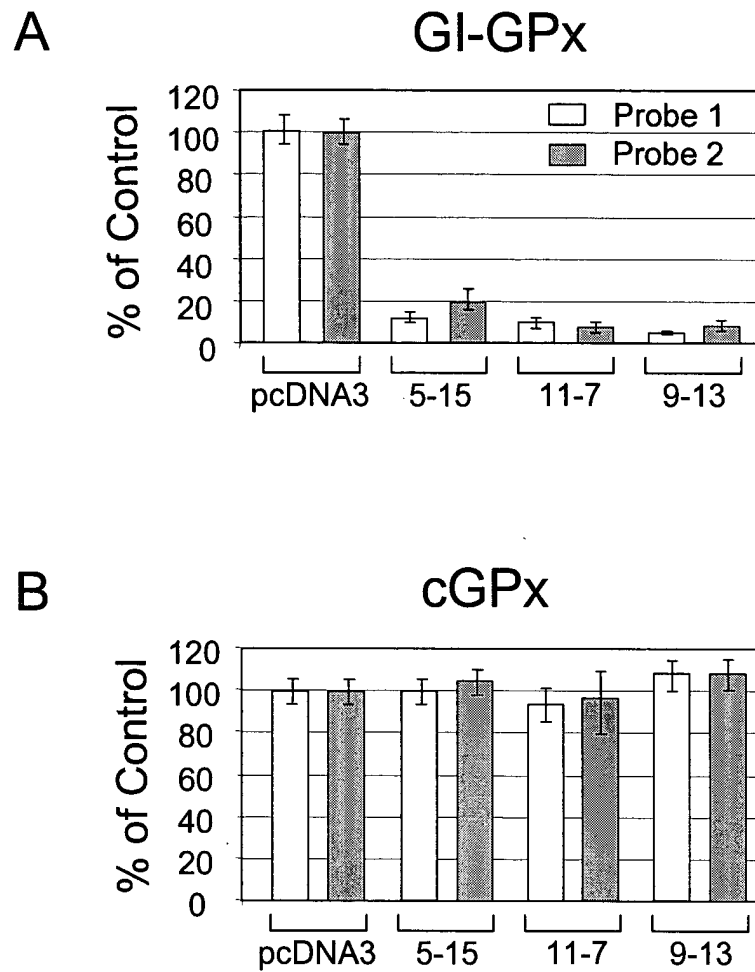 A
GI-GPx
% of Control
120
100
80
60
40
20
0
Probe 1
Probe 2
pcDNA3 5-15 11-7 9-13
B
cGPx
% of Control
120
100
80
60
40
20
0
pcDNA3 5-15 11-7 9-13